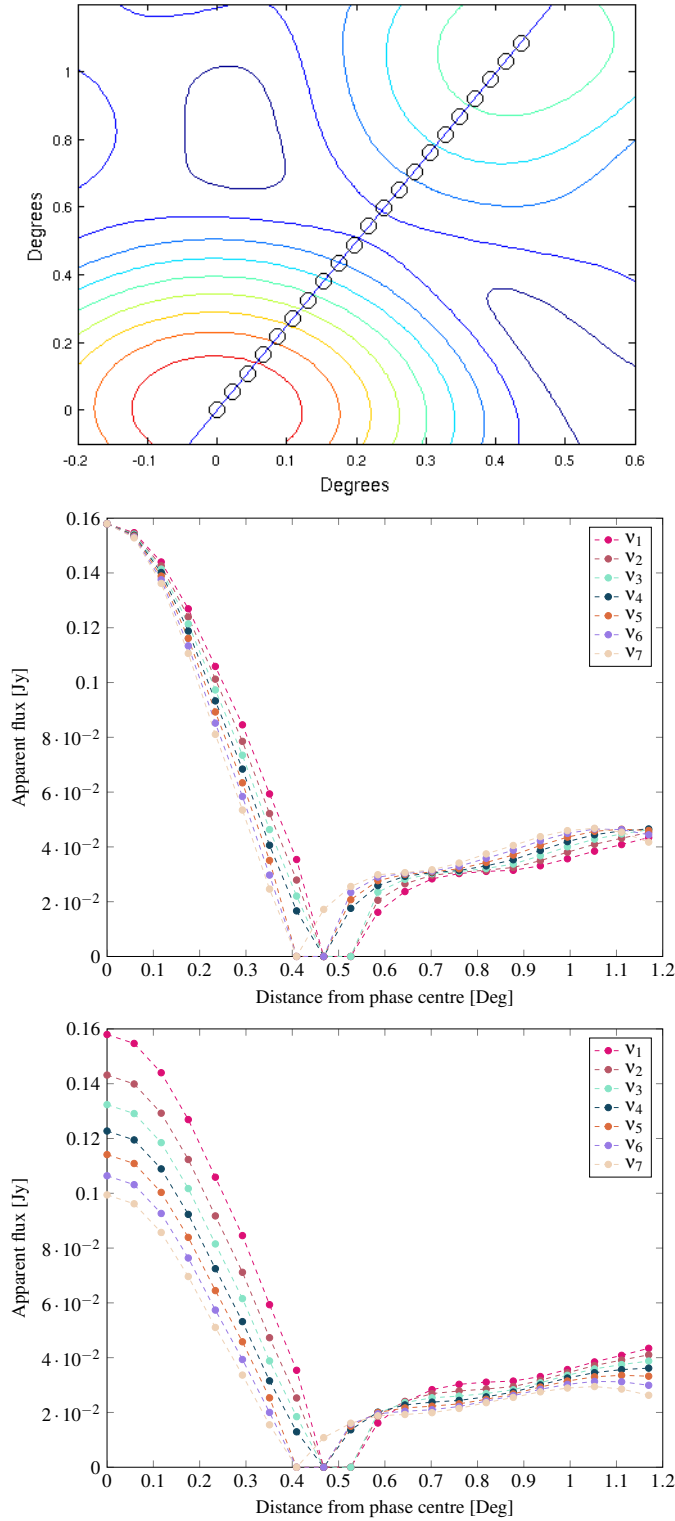 Degrees
1
0.8
0.6
0.4
0.2
0
-0.2 -0.1 0 0.1 0.2 0.3 0.4 0.5 0.6
Degrees
Apparent flux [Jy]
0.16
0.14
0.12
0.1
8·10⁻²
6·10⁻²
4·10⁻²
2·10⁻²
0
ν₁
ν₂
ν₃
ν₄
ν₅
ν₆
ν₇
0 0.1 0.2 0.3 0.4 0.5 0.6 0.7 0.8 0.9 1 1.1 1.2
Distance from phase centre [Deg]
Apparent flux [Jy]
0.16
0.14
0.12
0.1
8·10⁻²
6·10⁻²
4·10⁻²
2·10⁻²
0
ν₁
ν₂
ν₃
ν₄
ν₅
ν₆
ν₇
0 0.1 0.2 0.3 0.4 0.5 0.6 0.7 0.8 0.9 1 1.1 1.2
Distance from phase centre [Deg]